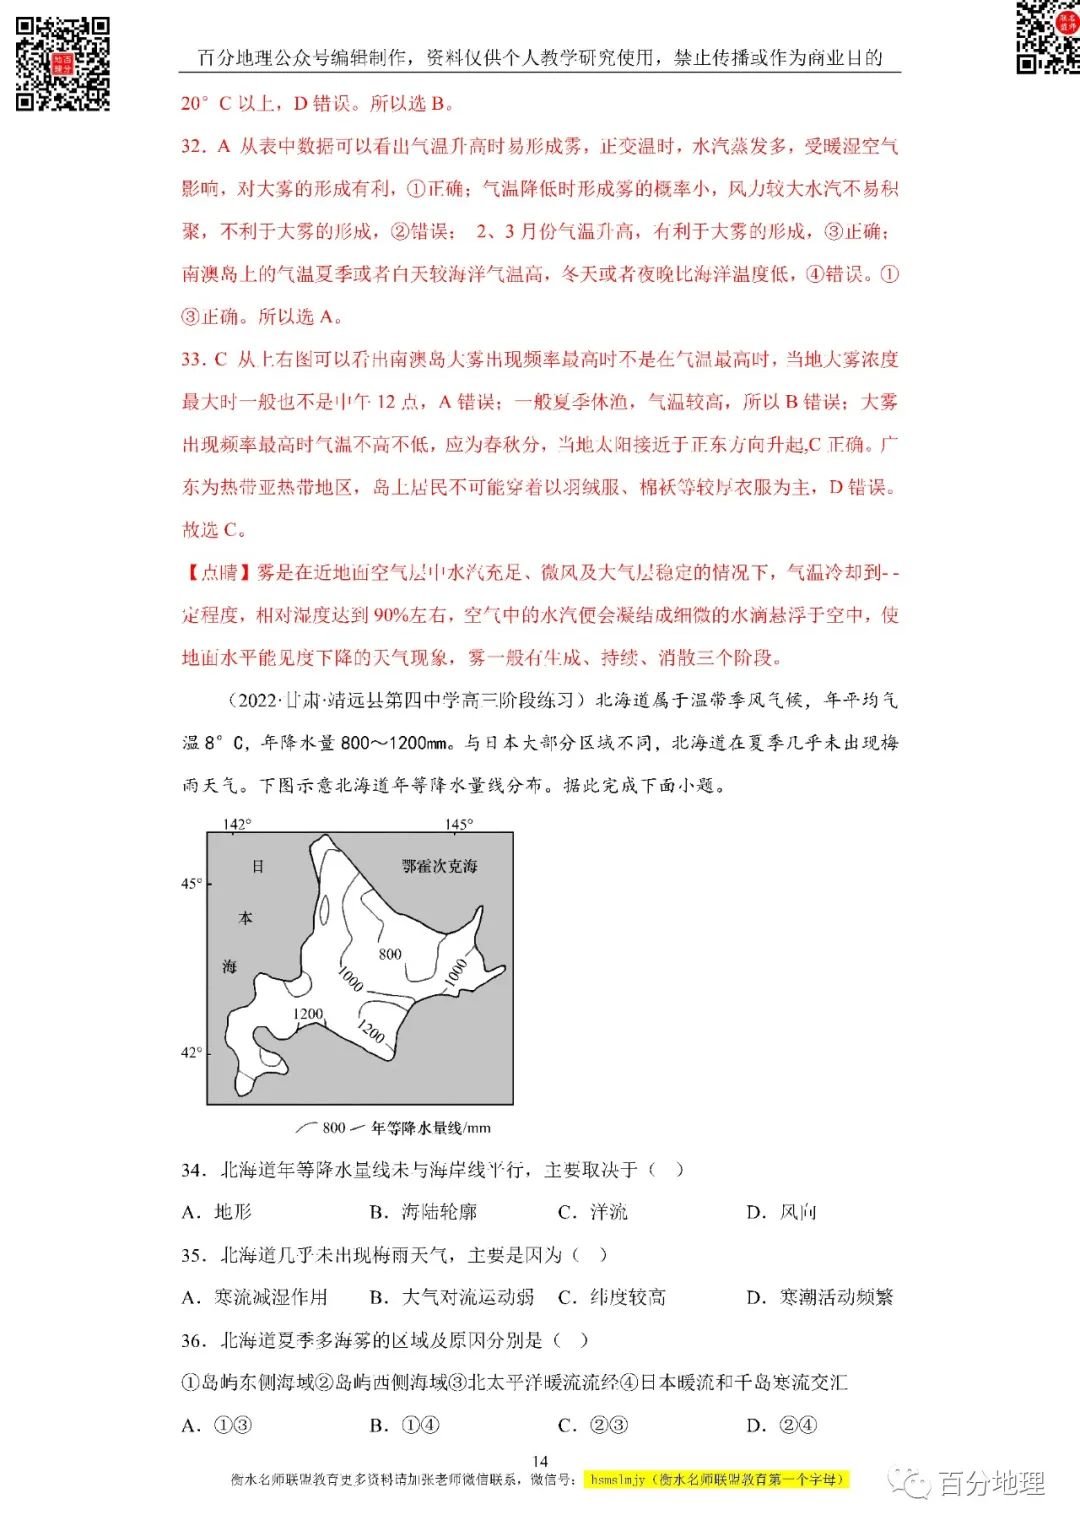 百分地理公众号编辑制作，资料仅供个人教学研究使用，禁止传播或作为商业目的
20°C 以上，D 错误。所以选 B。
32．A 从表中数据可以看出气温升高时易形成雾，正变温时，水汽蒸发多，受暖湿空气
影响，对大雾的形成有利，①正确；气温降低时形成雾的概率小，风力较大水汽不易积
聚，不利于大雾的形成，②错误； 2、3 月份气温升高，有利于大雾的形成，③正确；
南澳岛上的气温夏季或者白天较海洋气温高，冬天或者夜晚比海洋温度低，④错误。①
③正确。所以选 A。
33．C 从上右图可以看出南澳岛大雾出现频率最高时不是在气温最高时，当地大雾浓度
最大时一般也不是中午 12 点，A 错误；一般夏季休渔，气温较高，所以 B 错误；大雾
出现频率最高时气温不高不低，应为春秋分，当地太阳接近于正东方向升起,C 正确。广
东为热带亚热带地区，岛上居民不可能穿着以羽绒服、棉袄等较厚衣服为主，D 错误。
故选 C。
【点睛】雾是在近地面空气层中水汽充足、微风及大气层稳定的情况下，气温冷却到- -
定程度，相对湿度达到 90%左右，空气中的水汽便会凝结成细微的水滴悬浮于空中，使
地面水平能见度下降的天气现象，雾一般有生成、持续、消散三个阶段。
（2022·甘肃·靖远县第四中学高三阶段练习）北海道属于温带季风气候，年平均气
温 8°C，年降水量 800～1200mm。与日本大部分区域不同，北海道在夏季几乎未出现梅
雨天气。下图示意北海道年等降水量线分布。据此完成下面小题。
142° 145°
日 鄂霍次克海
45°
本
800
海
1000 1000
1200
1200
42°
800 年等降水量线/mm
34．北海道年等降水量线未与海岸线平行，主要取决于（ ）
A．地形 B．海陆轮廓 C．洋流 D．风向
35．北海道几乎未出现梅雨天气，主要是因为（ ）
A．寒流减湿作用 B．大气对流运动弱 C．纬度较高 D．寒潮活动频繁
36．北海道夏季多海雾的区域及原因分别是（ ）
①岛屿东侧海域②岛屿西侧海域③北太平洋暖流流经④日本暖流和千岛寒流交汇
A．①③ B．①④ C．②③ D．②④
14
衡水名师联盟教育更多资料请加张老师微信联系，微信号： hsmslmjy（衡水名师联盟教育第一个字母）
百分地理